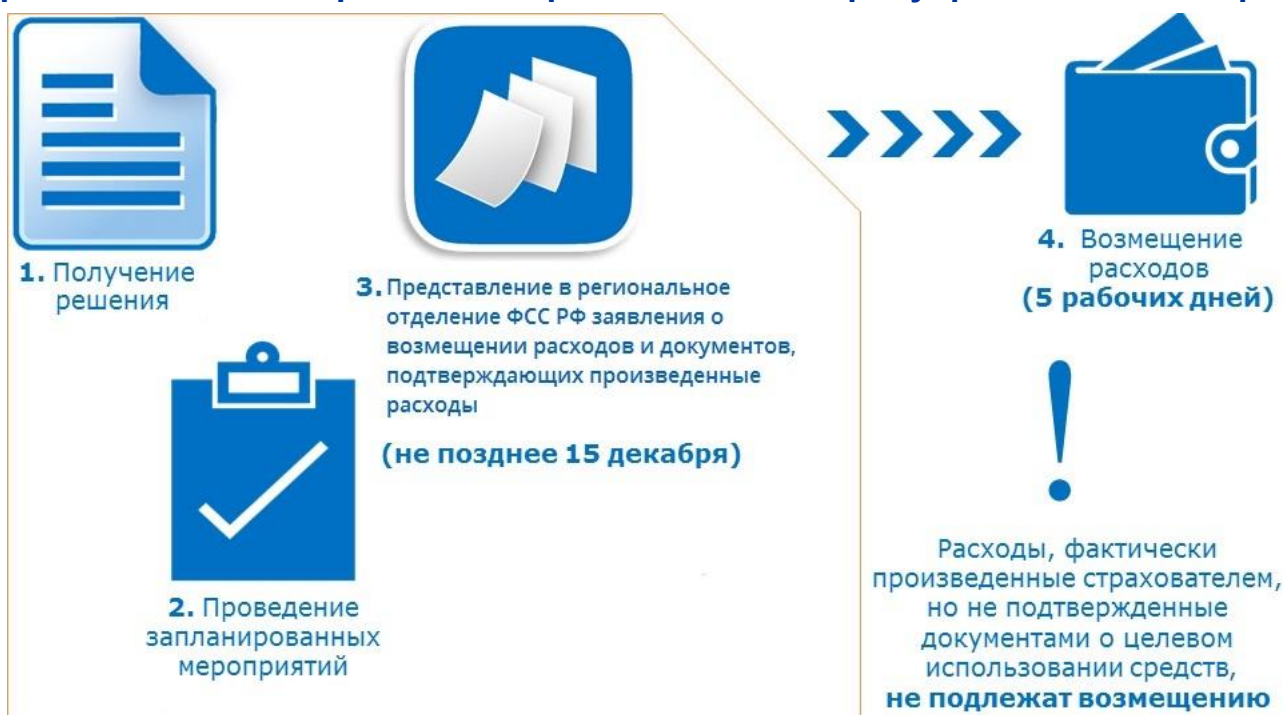 1. Получение
решения
2. Проведение
запланированных
мероприятий
3. Представление в региональное
отделение ФСС РФ заявления о
возмещении расходов и документов,
подтверждающих произведенные
расходы
(не позднее 15 декабря)
4. Возмещение
расходов
(5 рабочих дней)
Расходы, фактически
произведенные страхователем,
но не подтвержденные
документами о целевом
использовании средств,
не подлежат возмещению